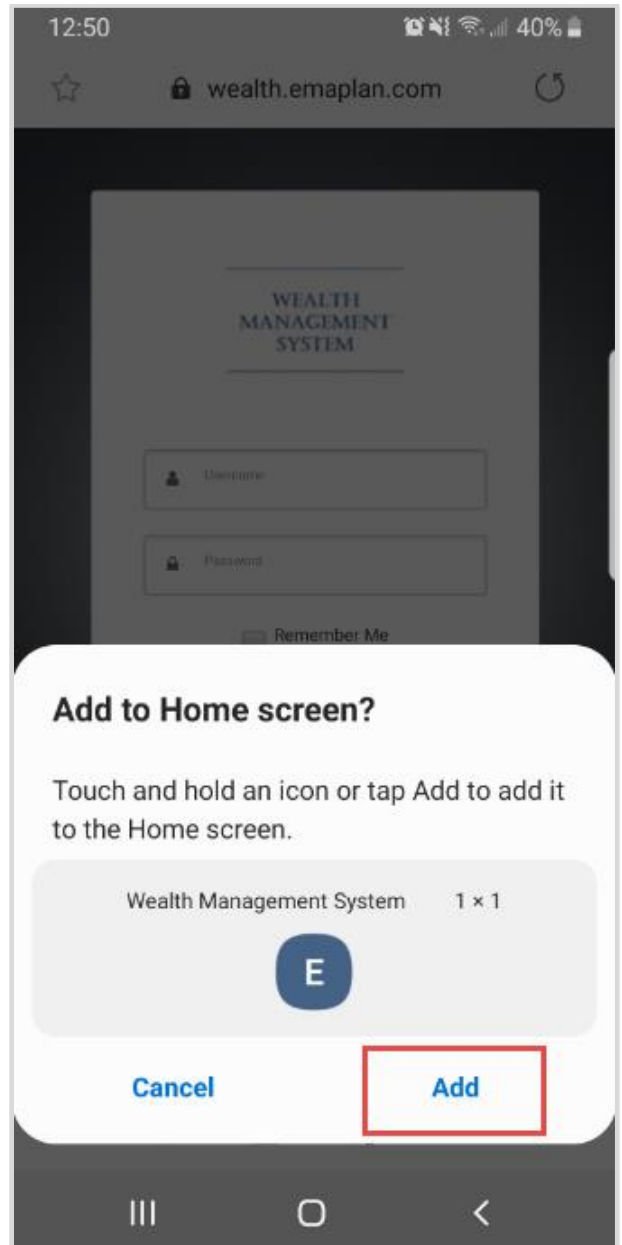 12:50 40%
wealth.emaplan.com
WEALTH
MANAGEMENT
SYSTEM
Username
Password
Remember Me
Add to Home screen?
Touch and hold an icon or tap Add to add it
to the Home screen.
Wealth Management System 1 × 1
E
Cancel Add